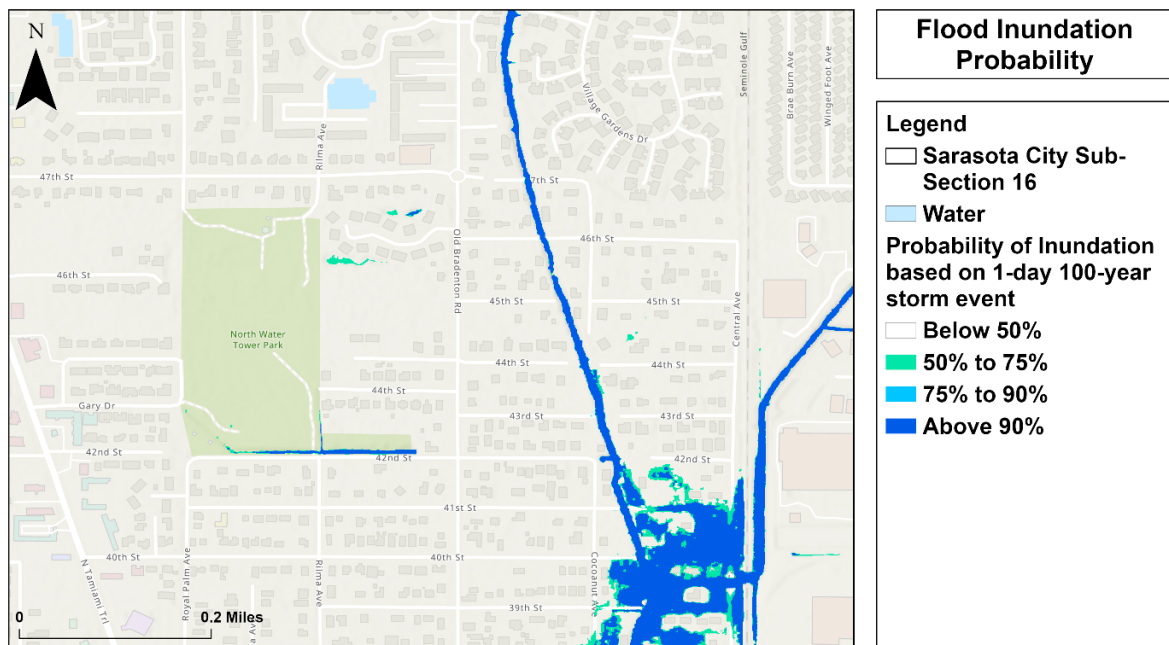 N
Flood Inundation
Probability
Legend
Sarasota City Sub-
Section 16
Water
Probability of Inundation
based on 1-day 100-year
storm event
Below 50%
50% to 75%
75% to 90%
Above 90%
Seminole Gulf
Brae Burn Ave
Winged Foot Ave
Village Gardens Dr
Rilma Ave
47th St
7th St
Old Bradenton Rd
46th St
46th St
45th St
45th St
Central Ave
North Water
Tower Park
44th St
44th St
44th St
Gary Dr
43rd St
43rd St
42nd St
42nd St
42nd St
41st St
40th St
40th St
N Tamiami Trl
Royal Palm Ave
Rilma Ave
Cocoanut Ave
39th St
a Ave
0
0.2 Miles